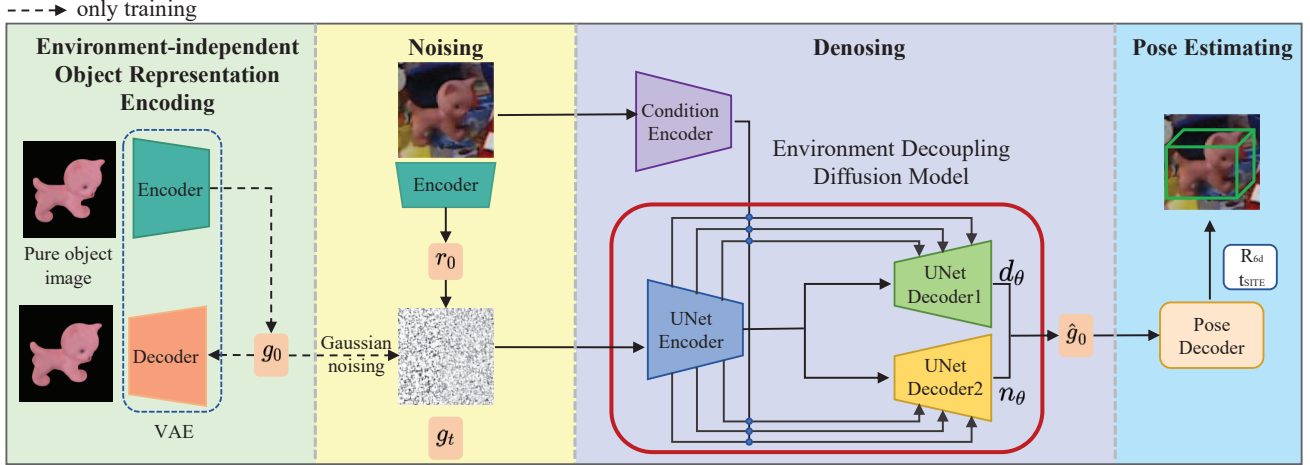 only training
Environment-independent
Object Representation
Encoding
Encoder
Pure object
image
Decoder
g₀
VAE
Noising
Encoder
r₀
Gaussian
noising
gₜ
Denosing
Condition
Encoder
Environment Decoupling
Diffusion Model
UNet
Encoder
UNet
Decoder1
d_θ
UNet
Decoder2
n_θ
ĝ₀
Pose Estimating
R₆d
tSITE
Pose
Decoder